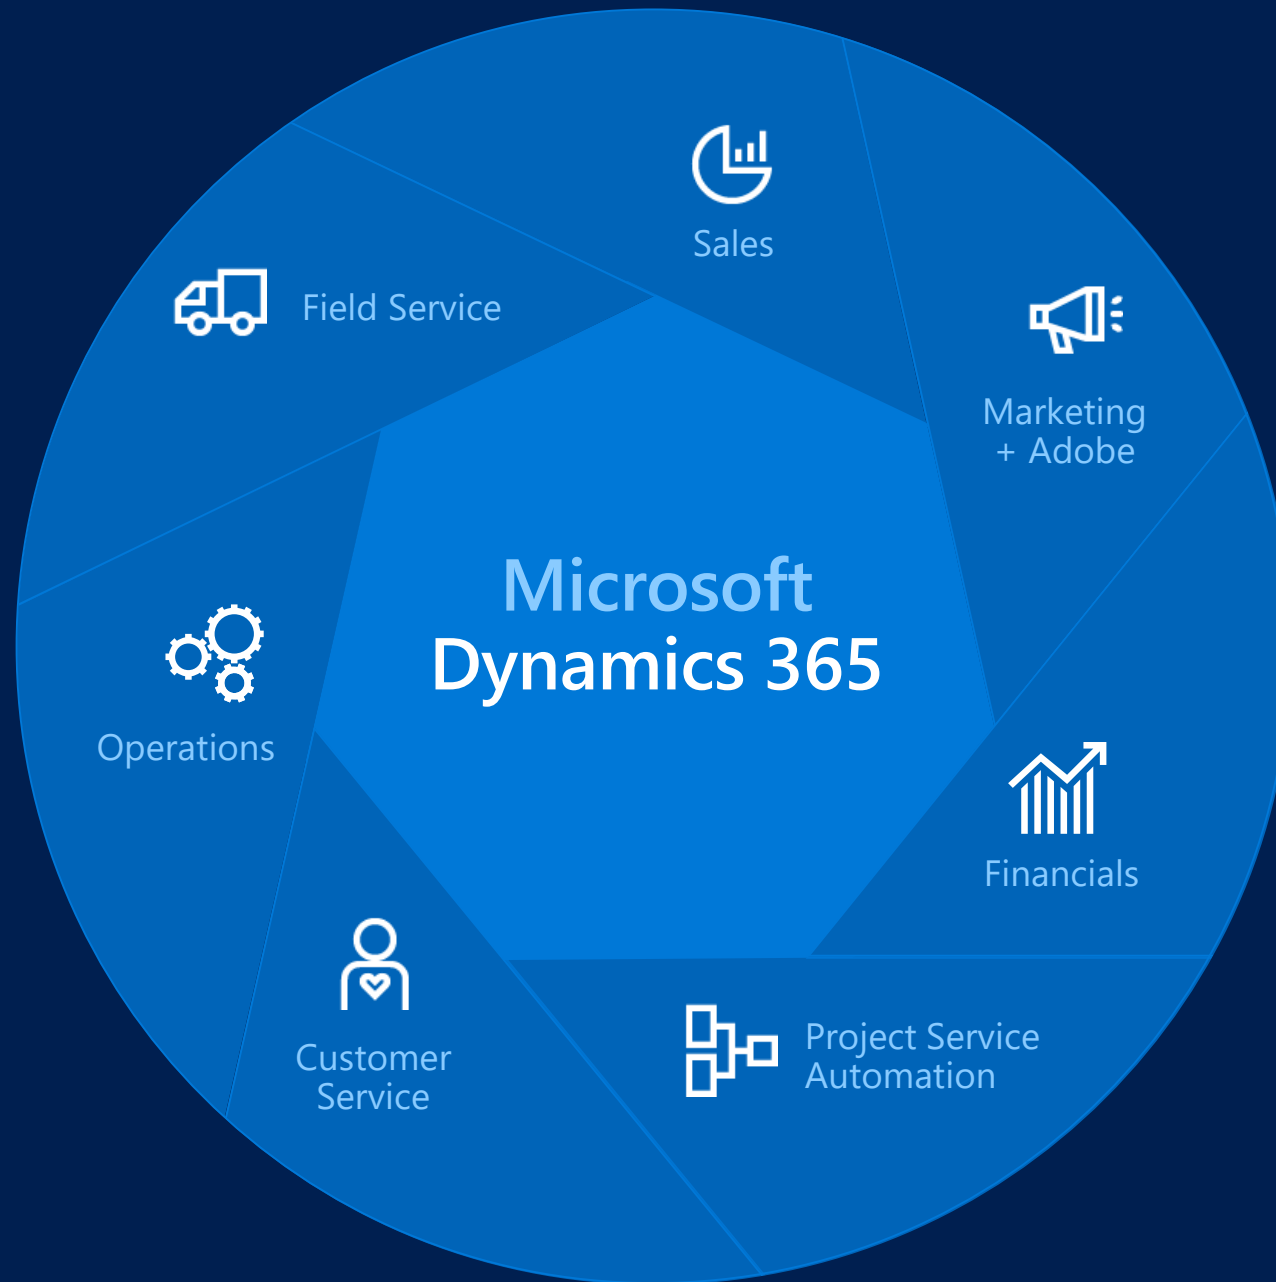 Sales
Field Service
Marketing
+ Adobe
Microsoft
Dynamics 365
Operations
Financials
Project Service
Automation
Customer
Service